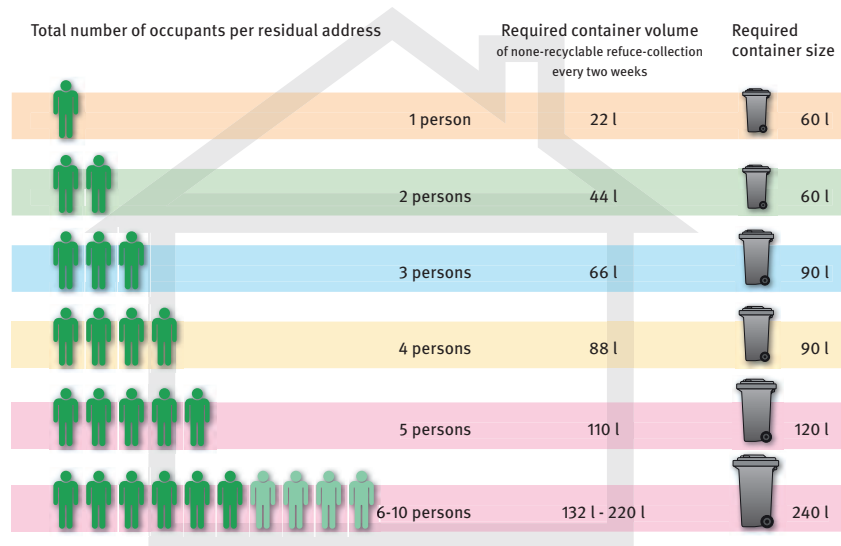 Total number of occupants per residual address
Required container volume
of none-recyclable refuce-collection
every two weeks
Required
container size
1 person 22 l 60 l
2 persons 44 l 60 l
3 persons 66 l 90 l
4 persons 88 l 90 l
5 persons 110 l 120 l
6-10 persons 132 l - 220 l 240 l